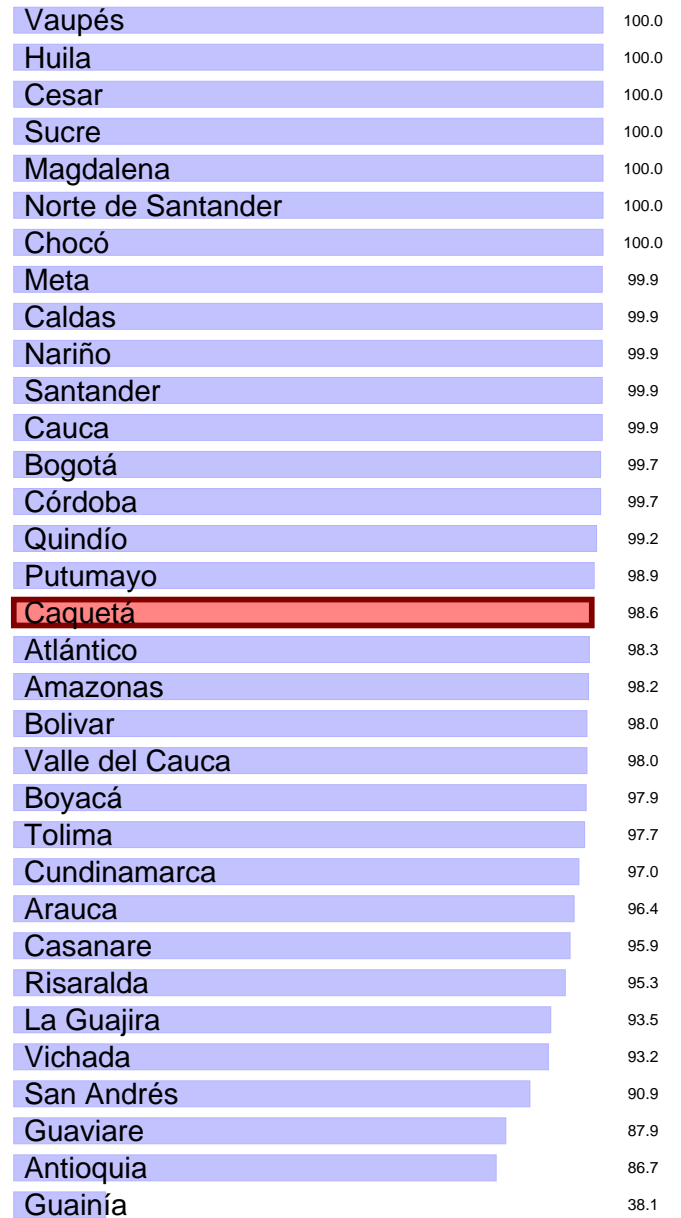 Vaupés 100.0
Huila 100.0
Cesar 100.0
Sucre 100.0
Magdalena 100.0
Norte de Santander 100.0
Chocó 100.0
Meta 99.9
Caldas 99.9
Nariño 99.9
Santander 99.9
Cauca 99.9
Bogotá 99.7
Córdoba 99.7
Quindío 99.2
Putumayo 98.9
Caquetá 98.6
Atlántico 98.3
Amazonas 98.2
Bolivar 98.0
Valle del Cauca 98.0
Boyacá 97.9
Tolima 97.7
Cundinamarca 97.0
Arauca 96.4
Casanare 95.9
Risaralda 95.3
La Guajira 93.5
Vichada 93.2
San Andrés 90.9
Guaviare 87.9
Antioquia 86.7
Guainía 38.1